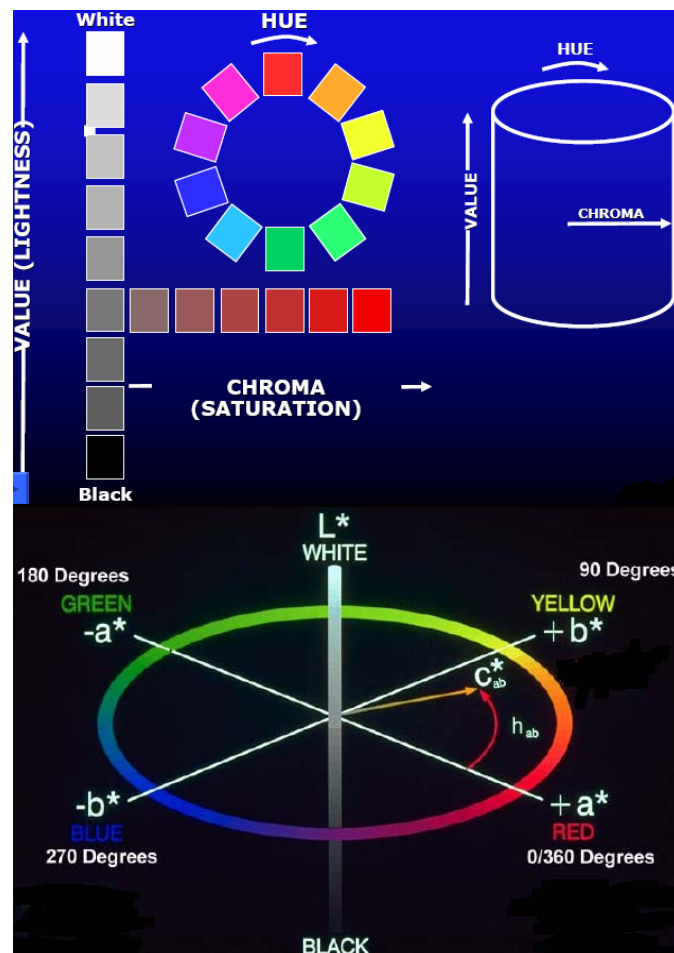 White
HUE
VALUE (LIGHTNESS)
HUE
VALUE
CHROMA
CHROMA
(SATURATION)
Black
L*
WHITE
180 Degrees
90 Degrees
GREEN
YELLOW
-a*
+b*
C*ab
hab
-b*
+a*
BLUE
RED
270 Degrees
0/360 Degrees
BLACK